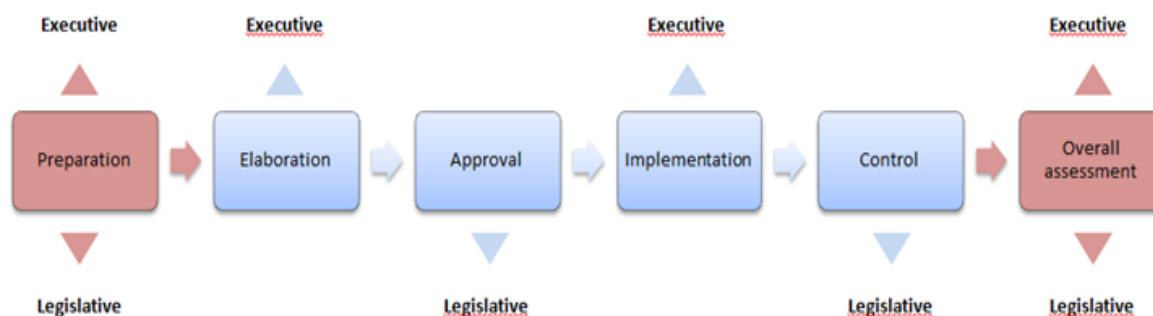 Executive
Executive
Executive
Executive
Preparation
Elaboration
Approval
Implementation
Control
Overall
assessment
Legislative
Legislative
Legislative
Legislative